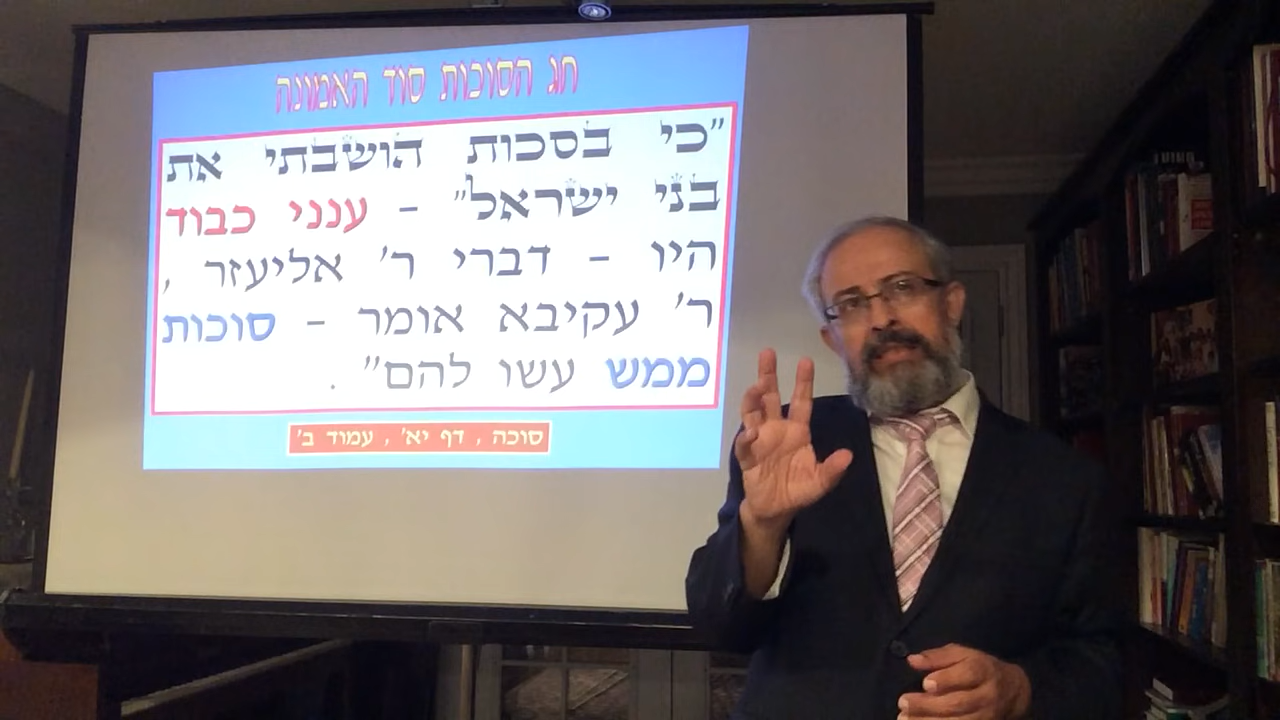 חג הסוכות סוד האמונה
"כי בסכות הושבתי את
בני ישראל" - ענני כבוד
היו - דברי ר' אליעזר ,
ר' עקיבא אומר - סוכות
ממש עשו להם" .
סוכה , דף יא' , עמוד ב'